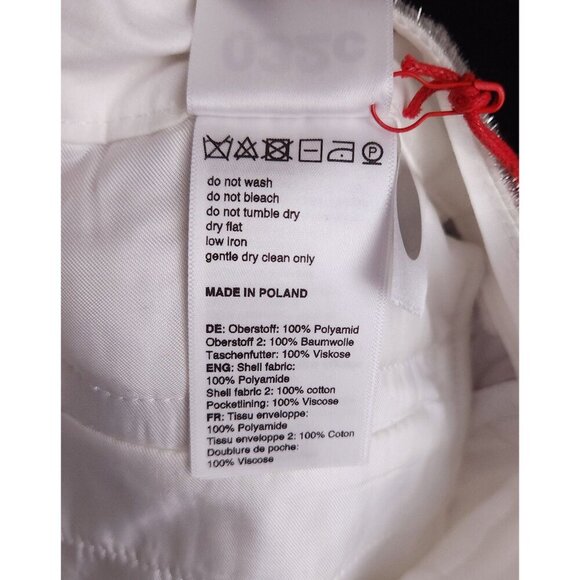 do not wash
do not bleach
do not tumble dry
dry flat
low iron
gentle dry clean only
MADE IN POLAND
DE: Oberstoff: 100% Polyamid
Oberstoff 2: 100% Baumwolle
Taschenfutter: 100% Viskose
ENG: Shell fabric:
100% Polyamide
Shell fabric 2: 100% cotton
Pocketlining: 100% Viscose
FR: Tissu enveloppe:
100% Polyamide
Tissu enveloppe 2: 100% Coton
Doublure de poche:
100% Viscose